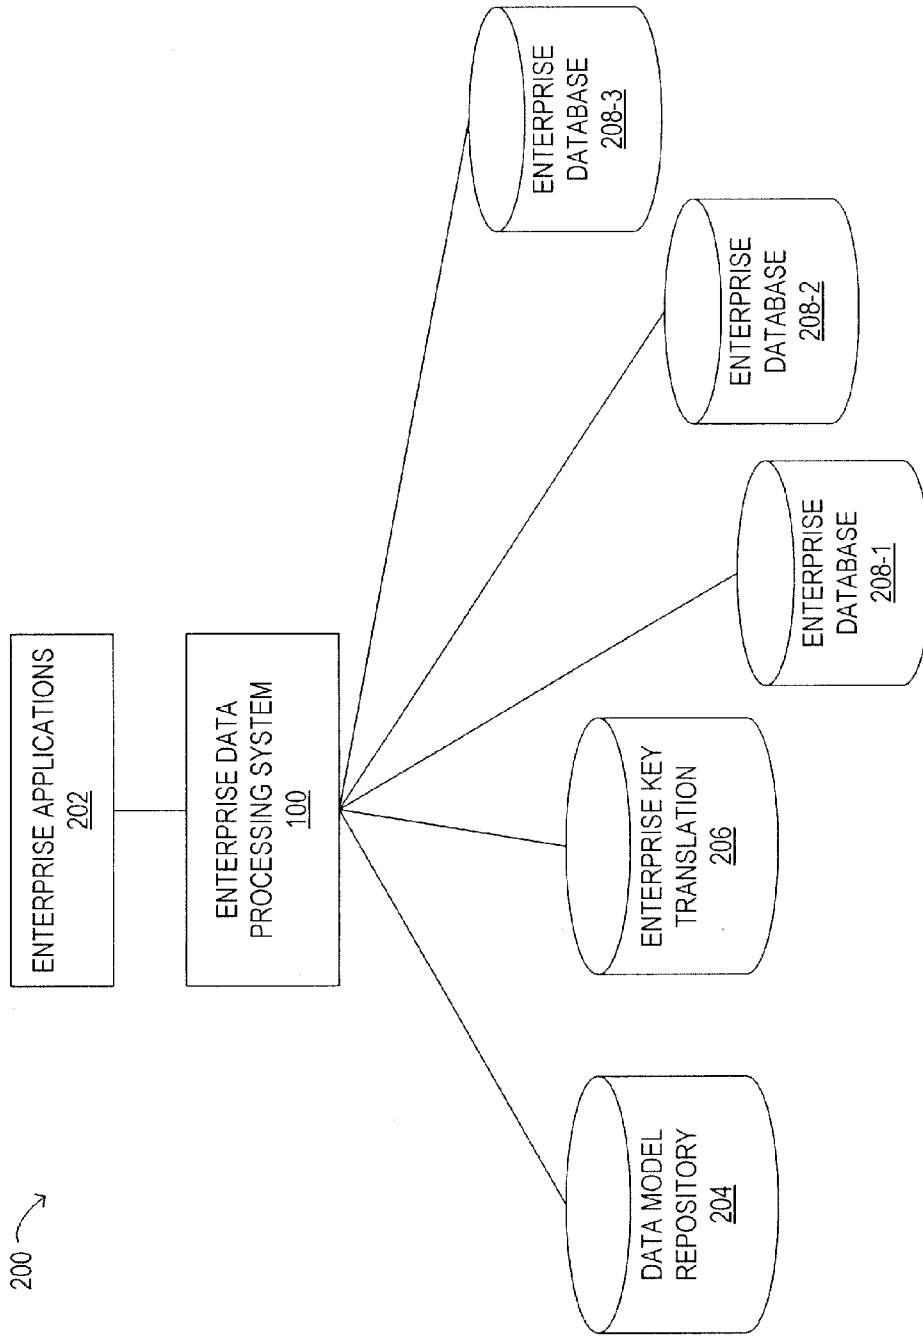 200
ENTERPRISE APPLICATIONS
202
ENTERPRISE DATA
PROCESSING SYSTEM
100
DATA MODEL
REPOSITORY
204
ENTERPRISE KEY
TRANSLATION
206
ENTERPRISE
DATABASE
208-1
ENTERPRISE
DATABASE
208-2
ENTERPRISE
DATABASE
208-3